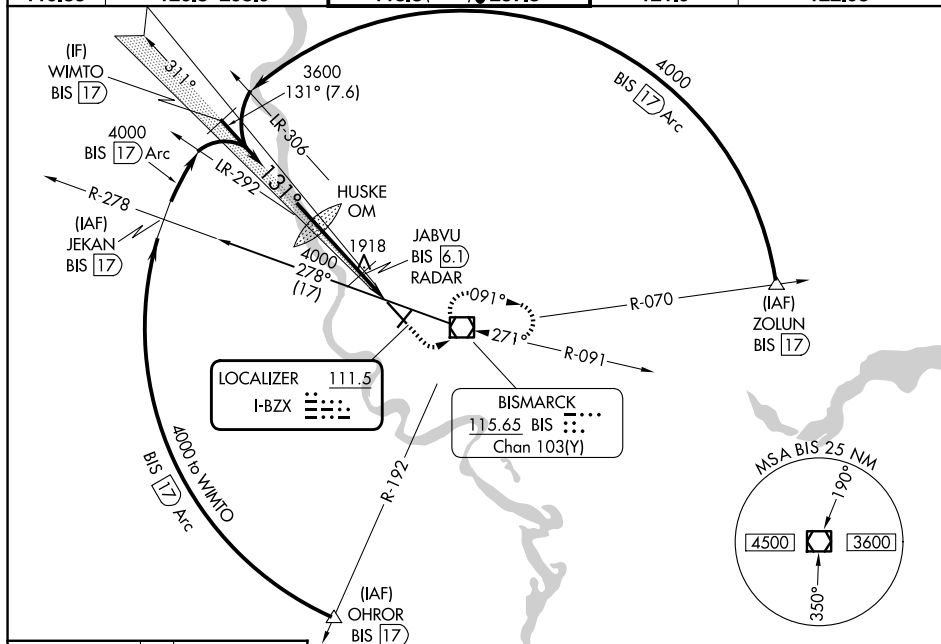 (IF)
WIMTO
BIS 17
311°
3600
131° (7.6)
4000
BIS 17 Arc
4000
BIS 17 Arc
LR-306
LR-292
131°
R-278
HUSKE
OM
(IAF)
JEKAN
BIS 17
1918
JABVU
BIS 6.1
RADAR
4000
278°
(17)
091°
271°
R-070
R-091
(IAF)
ZOLUN
BIS 17
LOCALIZER 111.5
I-BZX
BISMARCK
115.65 BIS
Chan 103(Y)
4000 to WIMTO
BIS 17 Arc
R-192
MSA BIS 25 NM
190°
4500
3600
350°
(IAF)
OHROR
BIS 17